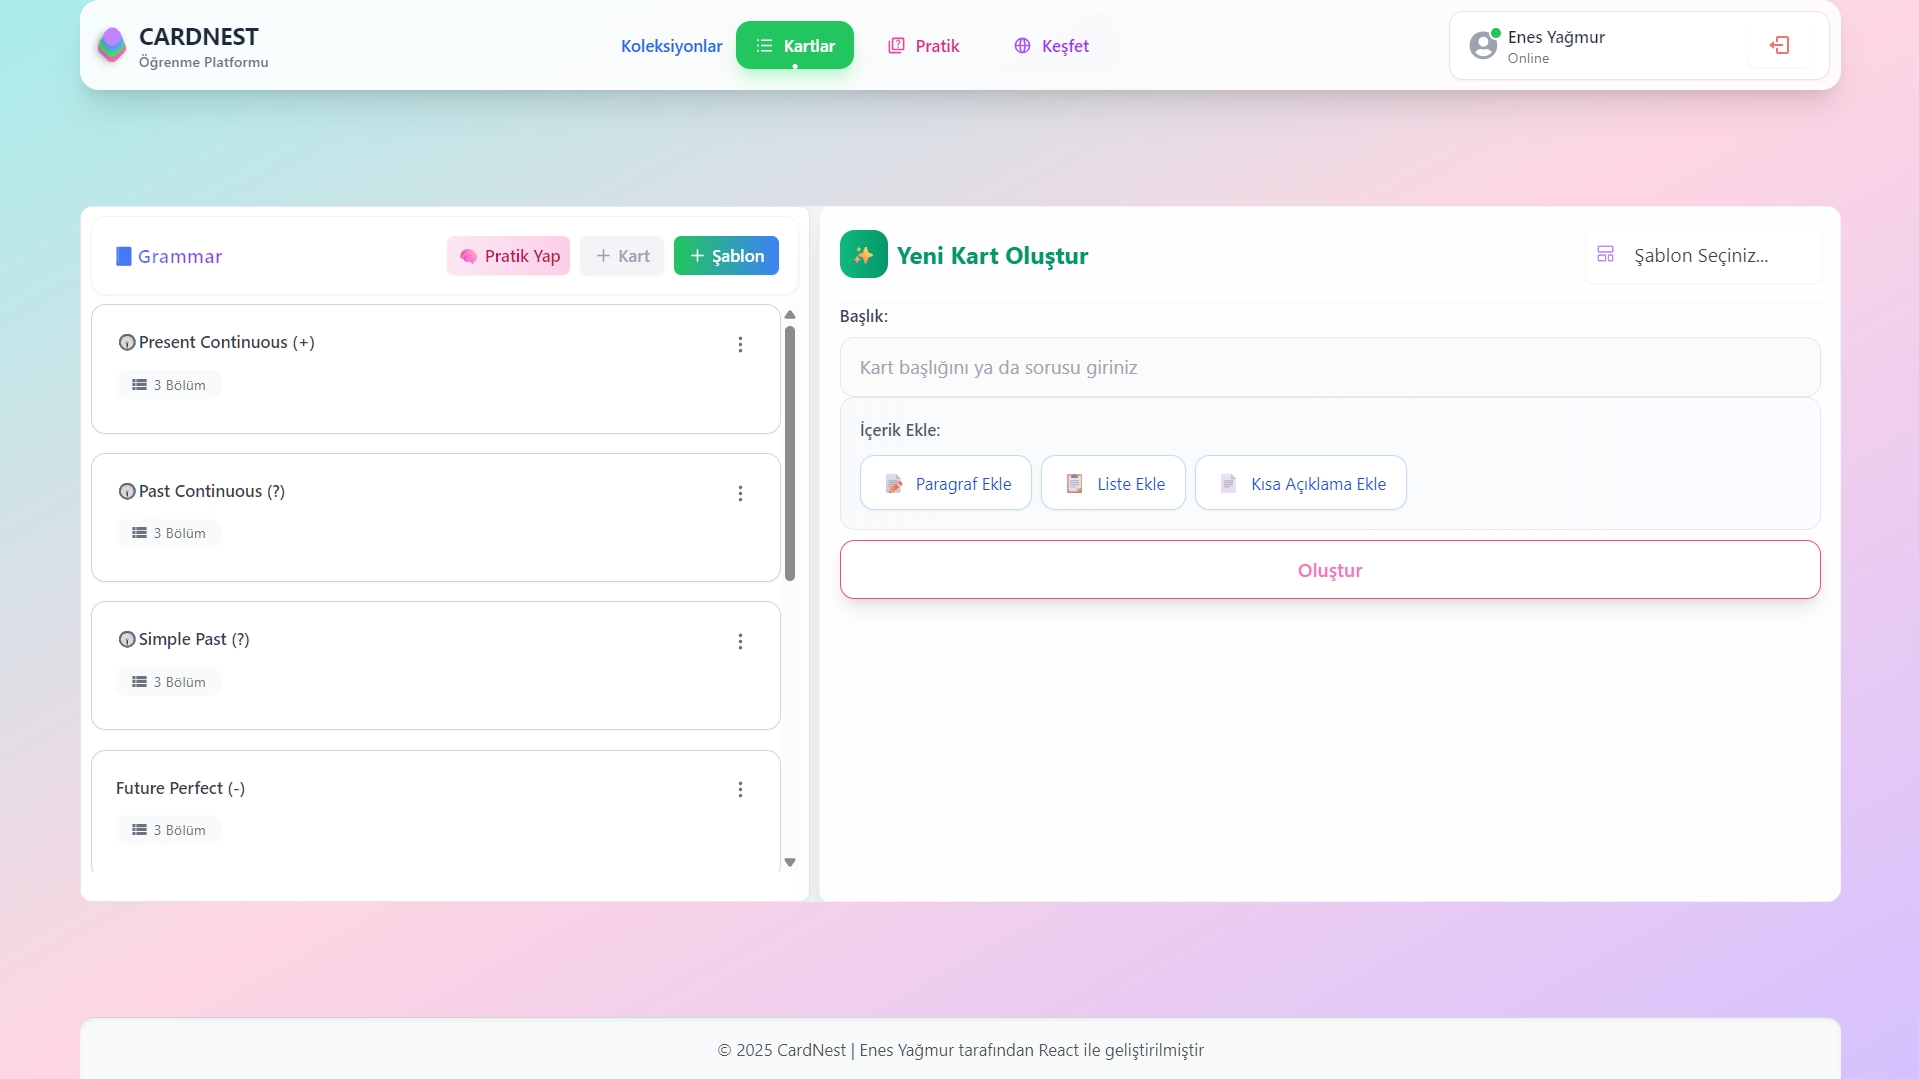 CARDNEST
Öğrenme Platformu
Koleksiyonlar
Kartlar
Pratik
Keşfet
Enes Yağmur
Online
Grammar
Pratik Yap
+ Kart
+ Şablon
Present Continuous (+)
3 Bölüm
Past Continuous (?)
3 Bölüm
Simple Past (?)
3 Bölüm
Future Perfect (-)
3 Bölüm
Yeni Kart Oluştur
Şablon Seçiniz...
Başlık:
Kart başlığını ya da sorusu giriniz
İçerik Ekle:
Paragraf Ekle
Liste Ekle
Kısa Açıklama Ekle
Oluştur
© 2025 CardNest | Enes Yağmur tarafından React ile geliştirilmiştir